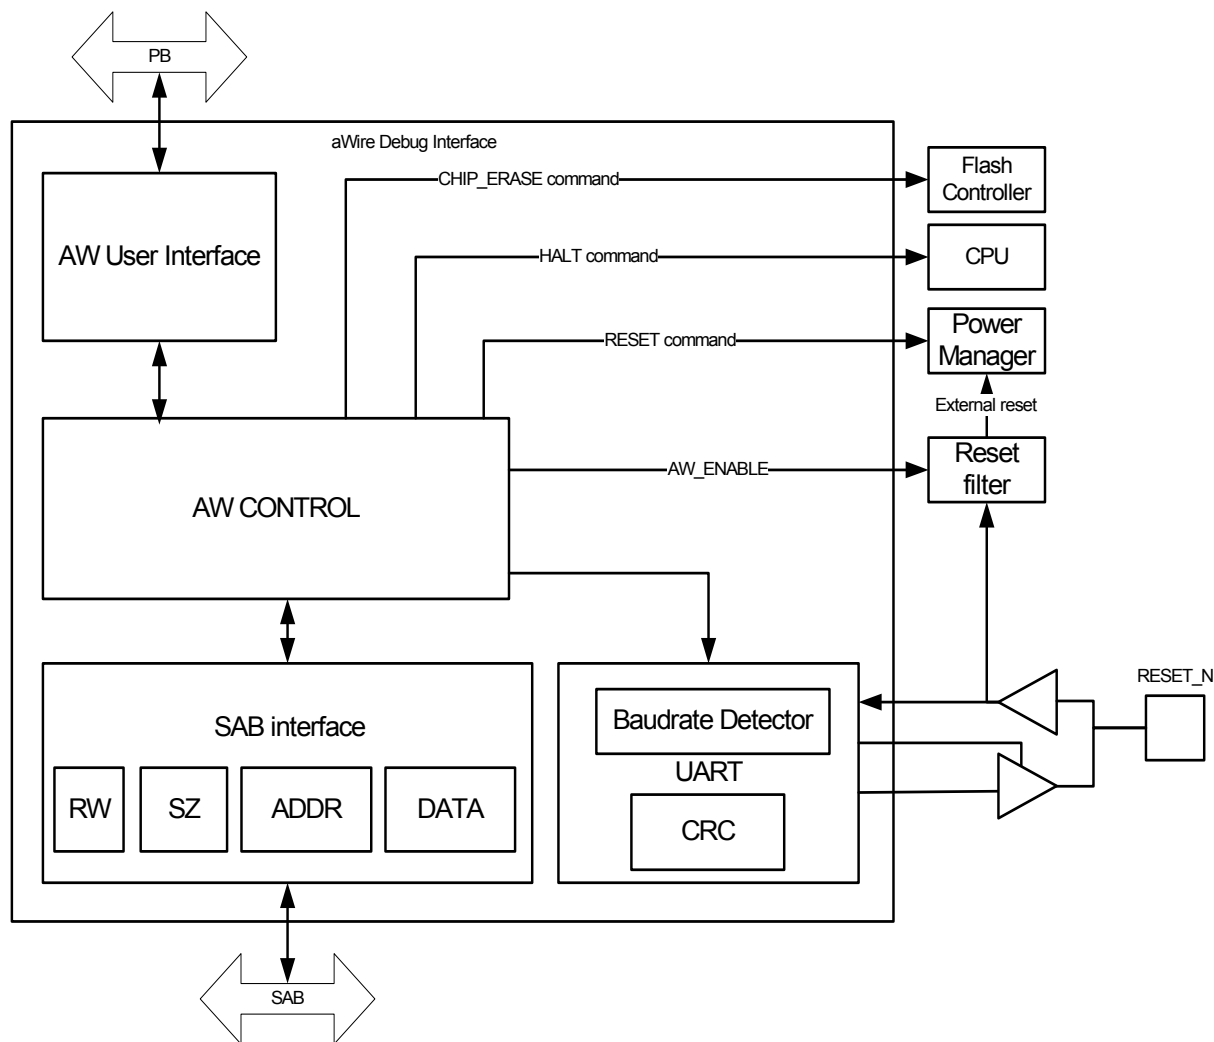 PB
aWire Debug Interface
CHIP_ERASE command
Flash
Controller
AW User Interface
HALT command
CPU
RESET command
Power
Manager
External reset
AW CONTROL
AW_ENABLE
Reset
filter
SAB interface
RW
SZ
ADDR
DATA
Baudrate Detector
UART
CRC
RESET_N
SAB